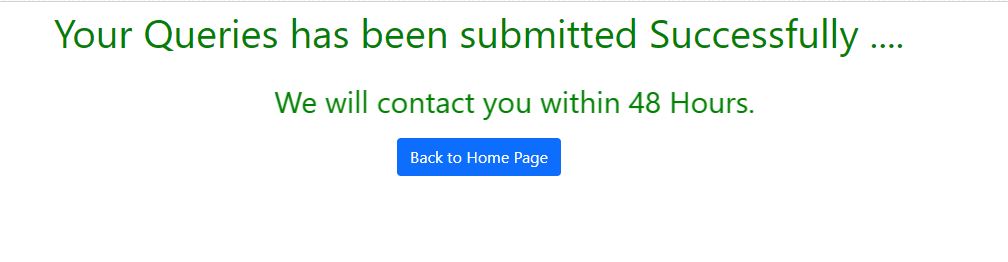 Your Queries has been submitted Successfully ....
We will contact you within 48 Hours.
Back to Home Page